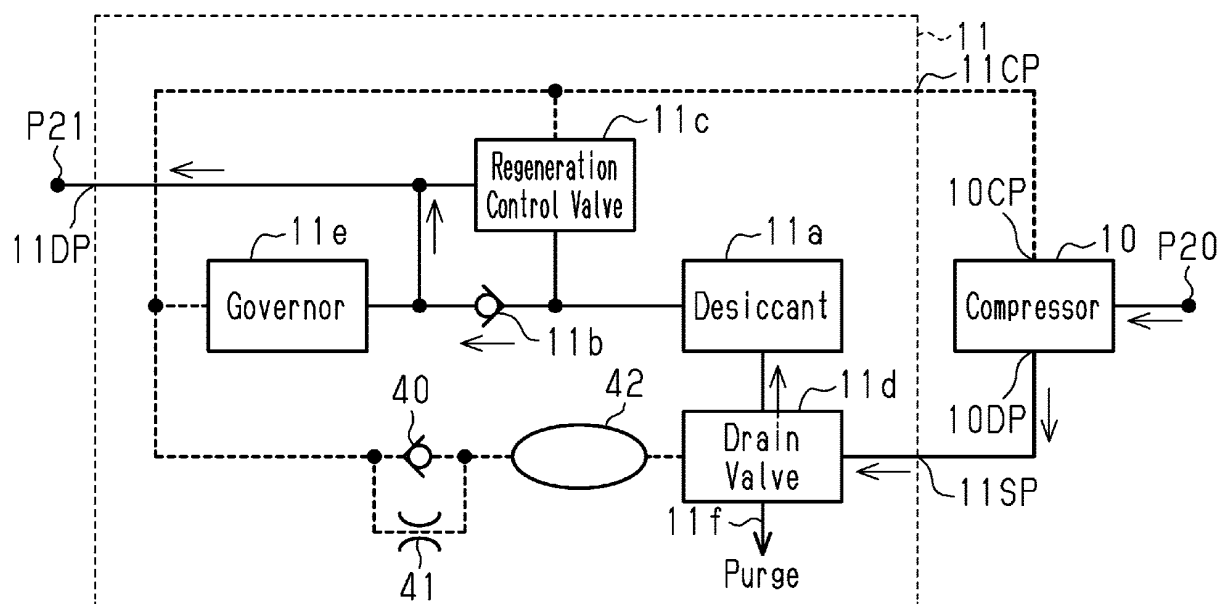 11
11CP
P21
11c
Regeneration
Control Valve
11DP
11e
11a
10CP
10
P20
Governor
Desiccant
Compressor
11b
40
42
11d
10DP
Drain
Valve
11SP
11f
41
Purge